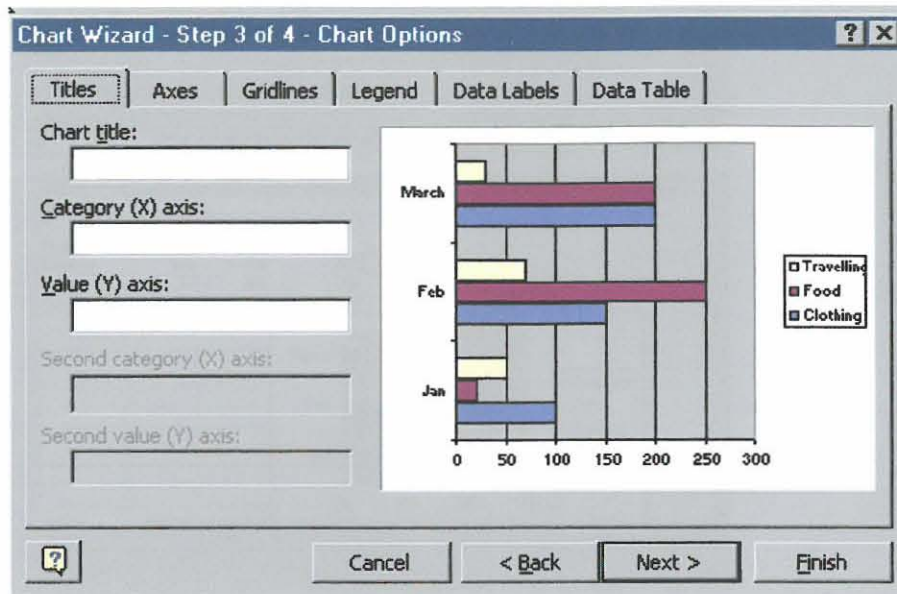 Chart Wizard - Step 3 of 4 - Chart Options
Titles Axes Gridlines Legend Data Labels Data Table
Chart title:
Category (X) axis:
Value (Y) axis:
Second category (X) axis:
Second value (Y) axis:
March
Feb
Jan
0 50 100 150 200 250 300
Travelling
Food
Clothing
Cancel < Back Next > Finish